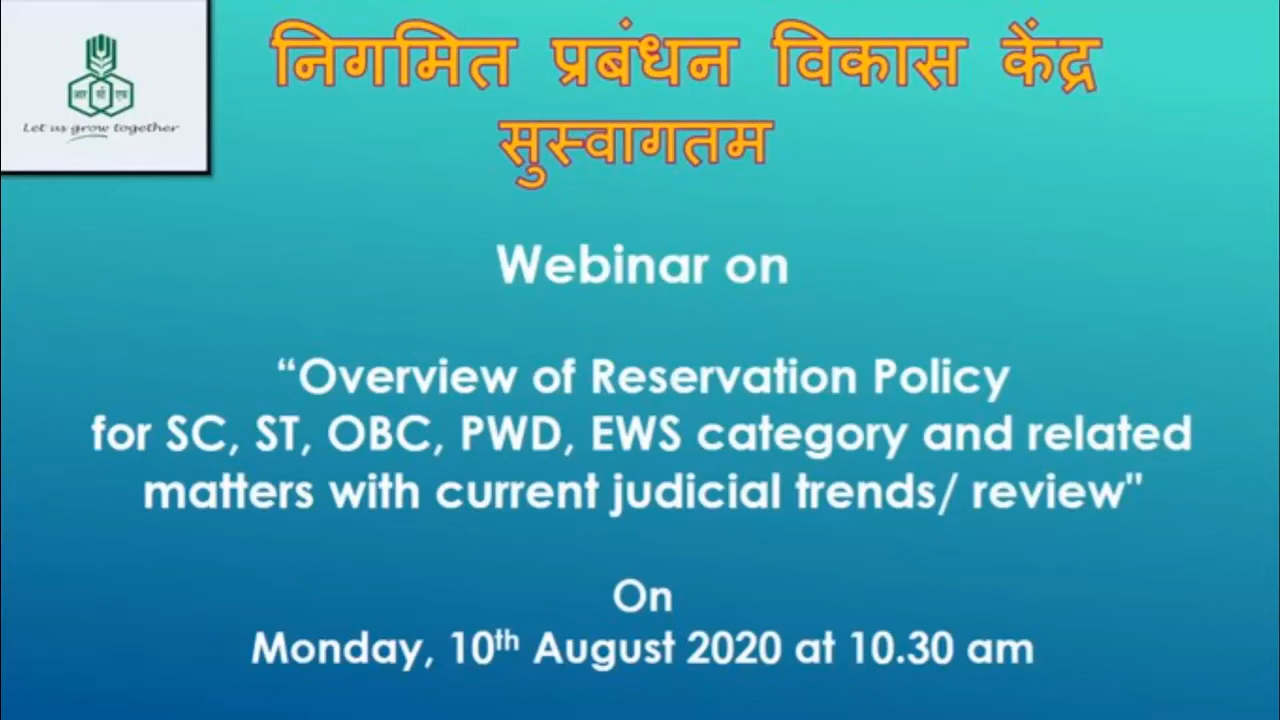 आर सी एफ
Let us grow together
निगमित प्रबंधन विकास केंद्र
सुस्वागतम
Webinar on
“Overview of Reservation Policy
for SC, ST, OBC, PWD, EWS category and related
matters with current judicial trends/ review"
On
Monday, 10th August 2020 at 10.30 am